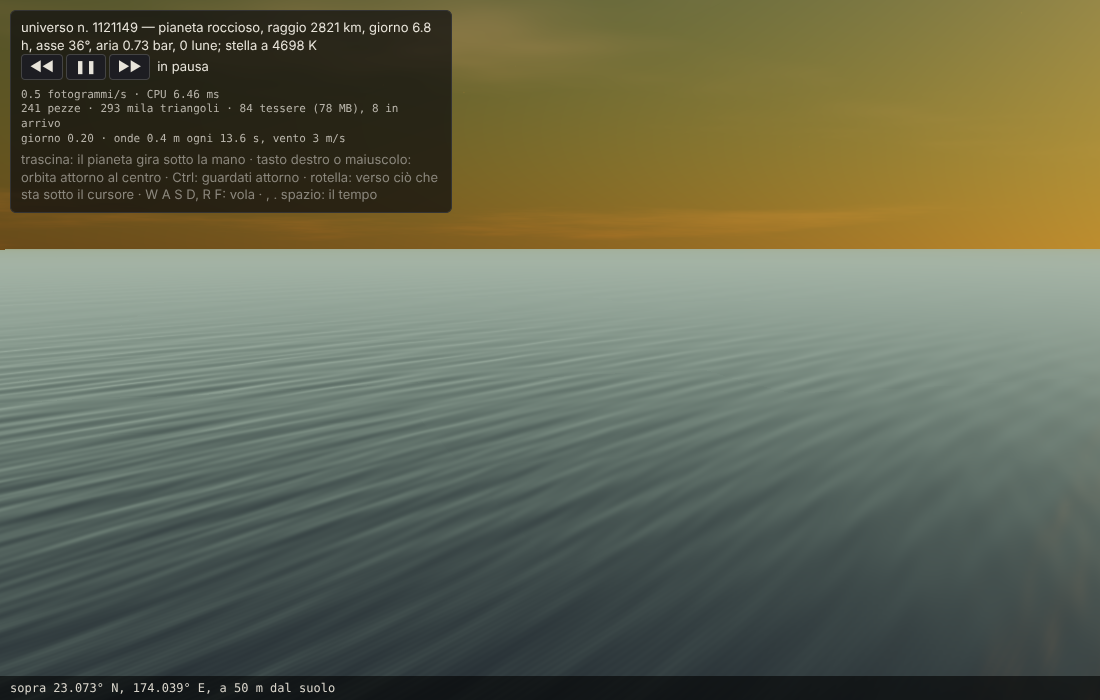 universo n. 1121149 — pianeta roccioso, raggio 2821 km, giorno 6.8
h, asse 36°, aria 0.73 bar, 0 lune; stella a 4698 K
in pausa
0.5 fotogrammi/s · CPU 6.46 ms
241 pezze · 293 mila triangoli · 84 tessere (78 MB), 8 in
arrivo
giorno 0.20 · onde 0.4 m ogni 13.6 s, vento 3 m/s
trascina: il pianeta gira sotto la mano · tasto destro o maiuscolo:
orbita attorno al centro · Ctrl: guardati attorno · rotella: verso ciò che
sta sotto il cursore · W A S D, R F: vola · , . spazio: il tempo
sopra 23.073° N, 174.039° E, a 50 m dal suolo